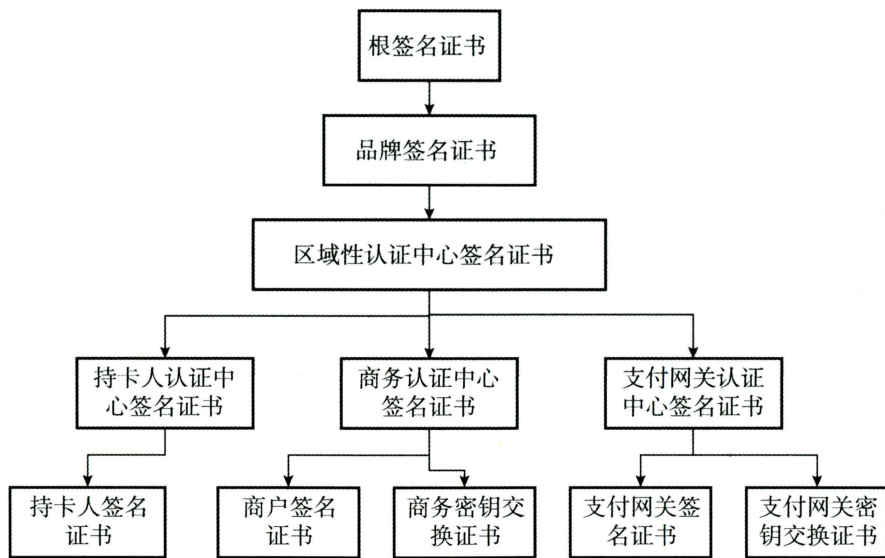 根签名证书
品牌签名证书
区域性认证中心签名证书
持卡人认证中
心签名证书
商务认证中心
签名证书
支付网关认证
中心签名证书
持卡人签名
证书
商户签名
证书
商务密钥交
换证书
支付网关签
名证书
支付网关密
钥交换证书